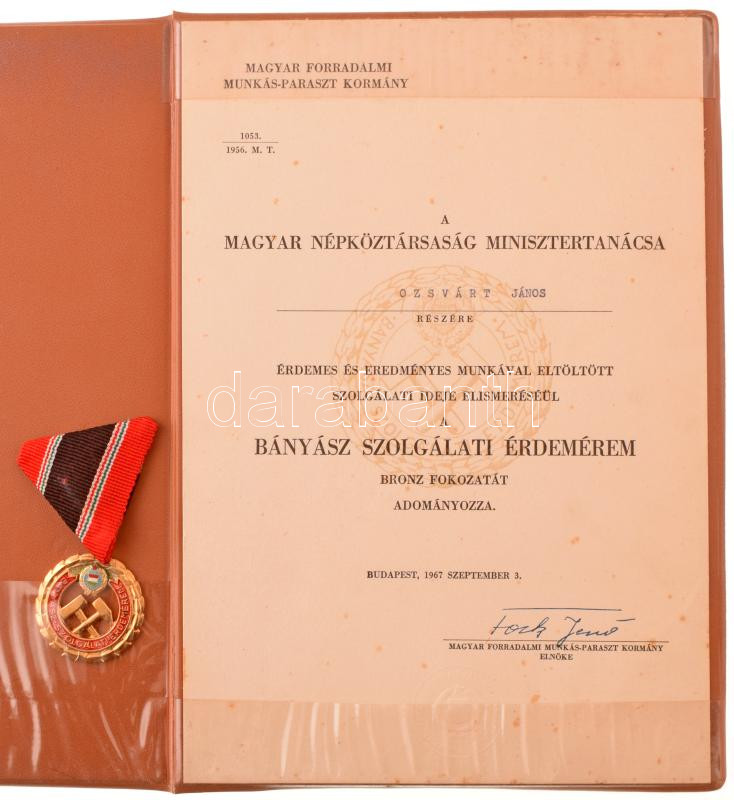 MAGYAR FORRADALMI
MUNKÁS-PARASZT KORMÁNY
1053.
1956. M. T.
A
MAGYAR NÉPKÖZTÁRSASÁG MINISZTERTANÁCSA
OZSVÁRT JÁNOS
RÉSZÉRE
ÉRDEMES ÉS EREDMÉNYES MUNKÁVAL ELTÖLTÖTT
SZOLGÁLATI IDEJE ELISMERÉSÉÜL
A
darabanth
BÁNYÁSZ SZOLGÁLATI ÉRDEMÉREM
BRONZ FOKOZATÁT
ADOMÁNYOZZA.
BUDAPEST, 1967 SZEPTEMBER 3.
Fock Jenő
MAGYAR FORRADALMI MUNKÁS-PARASZT KORMÁNY
ELNÖKE
SZOLGÁLATI ÉRDEMÉREM